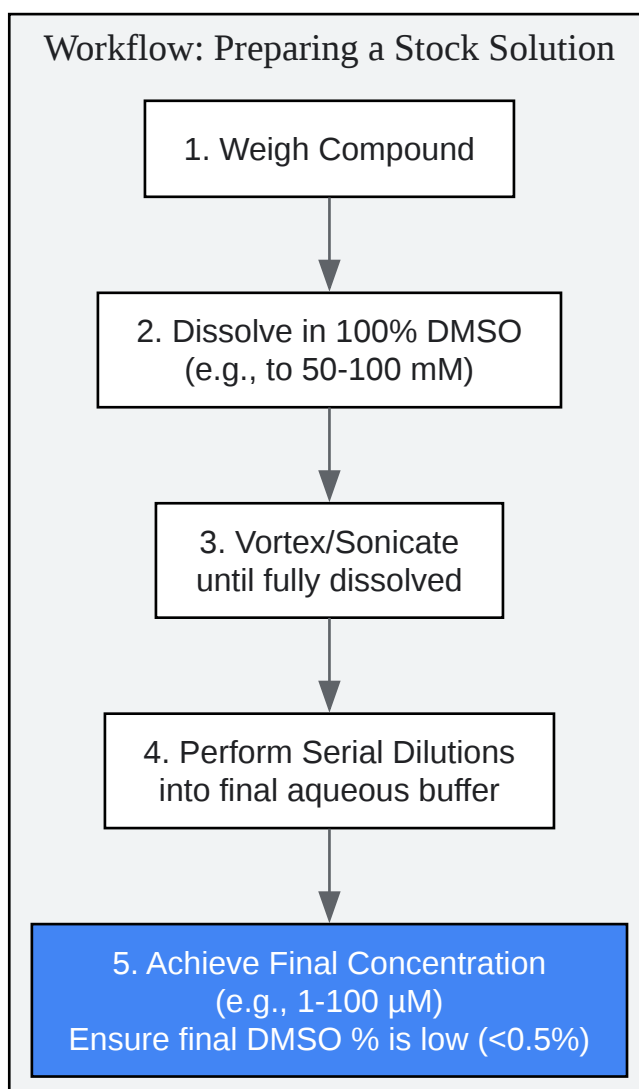 Workflow: Preparing a Stock Solution
1. Weigh Compound
2. Dissolve in 100% DMSO
(e.g., to 50-100 mM)
3. Vortex/Sonicate
until fully dissolved
4. Perform Serial Dilutions
into final aqueous buffer
5. Achieve Final Concentration
(e.g., 1-100 µM)
Ensure final DMSO % is low (<0.5%)